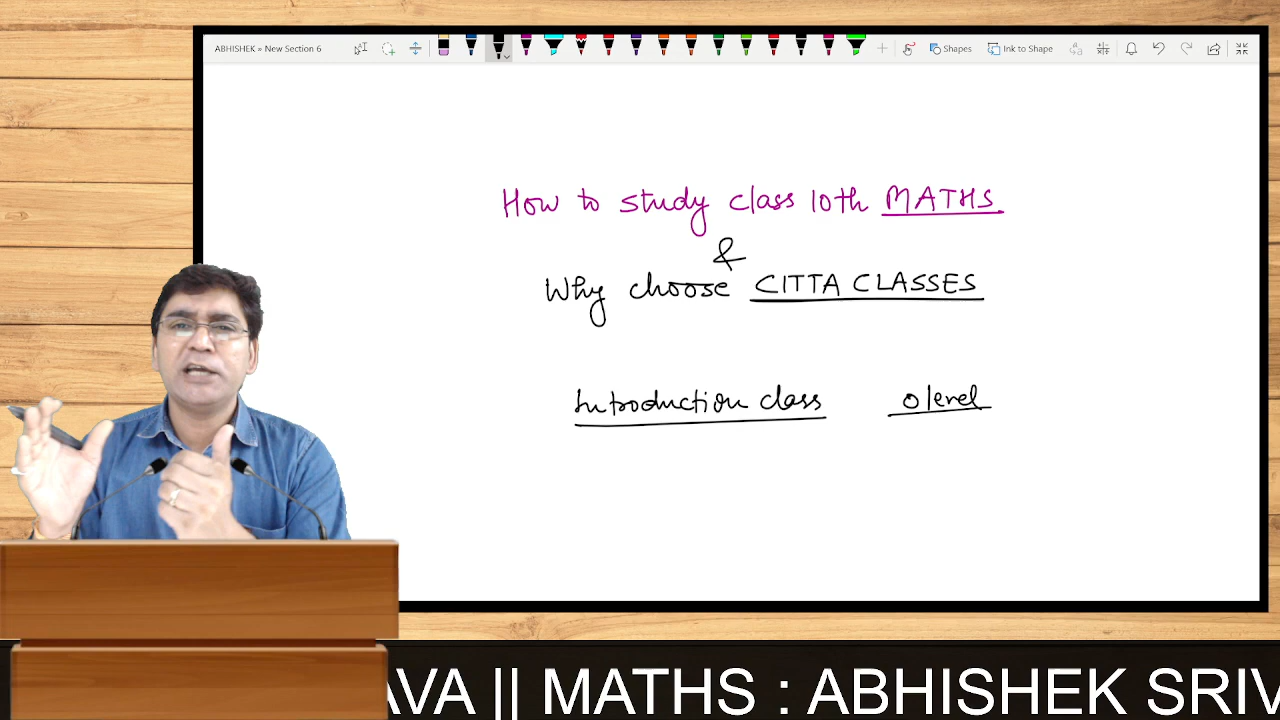 ABHISHEK » New Section 6
Shapes
Ink to Shape
How to study class 10th MATHS
&
Why choose CITTA CLASSES
Introduction class
0 level
AVA || MATHS : ABHISHEK SRIV